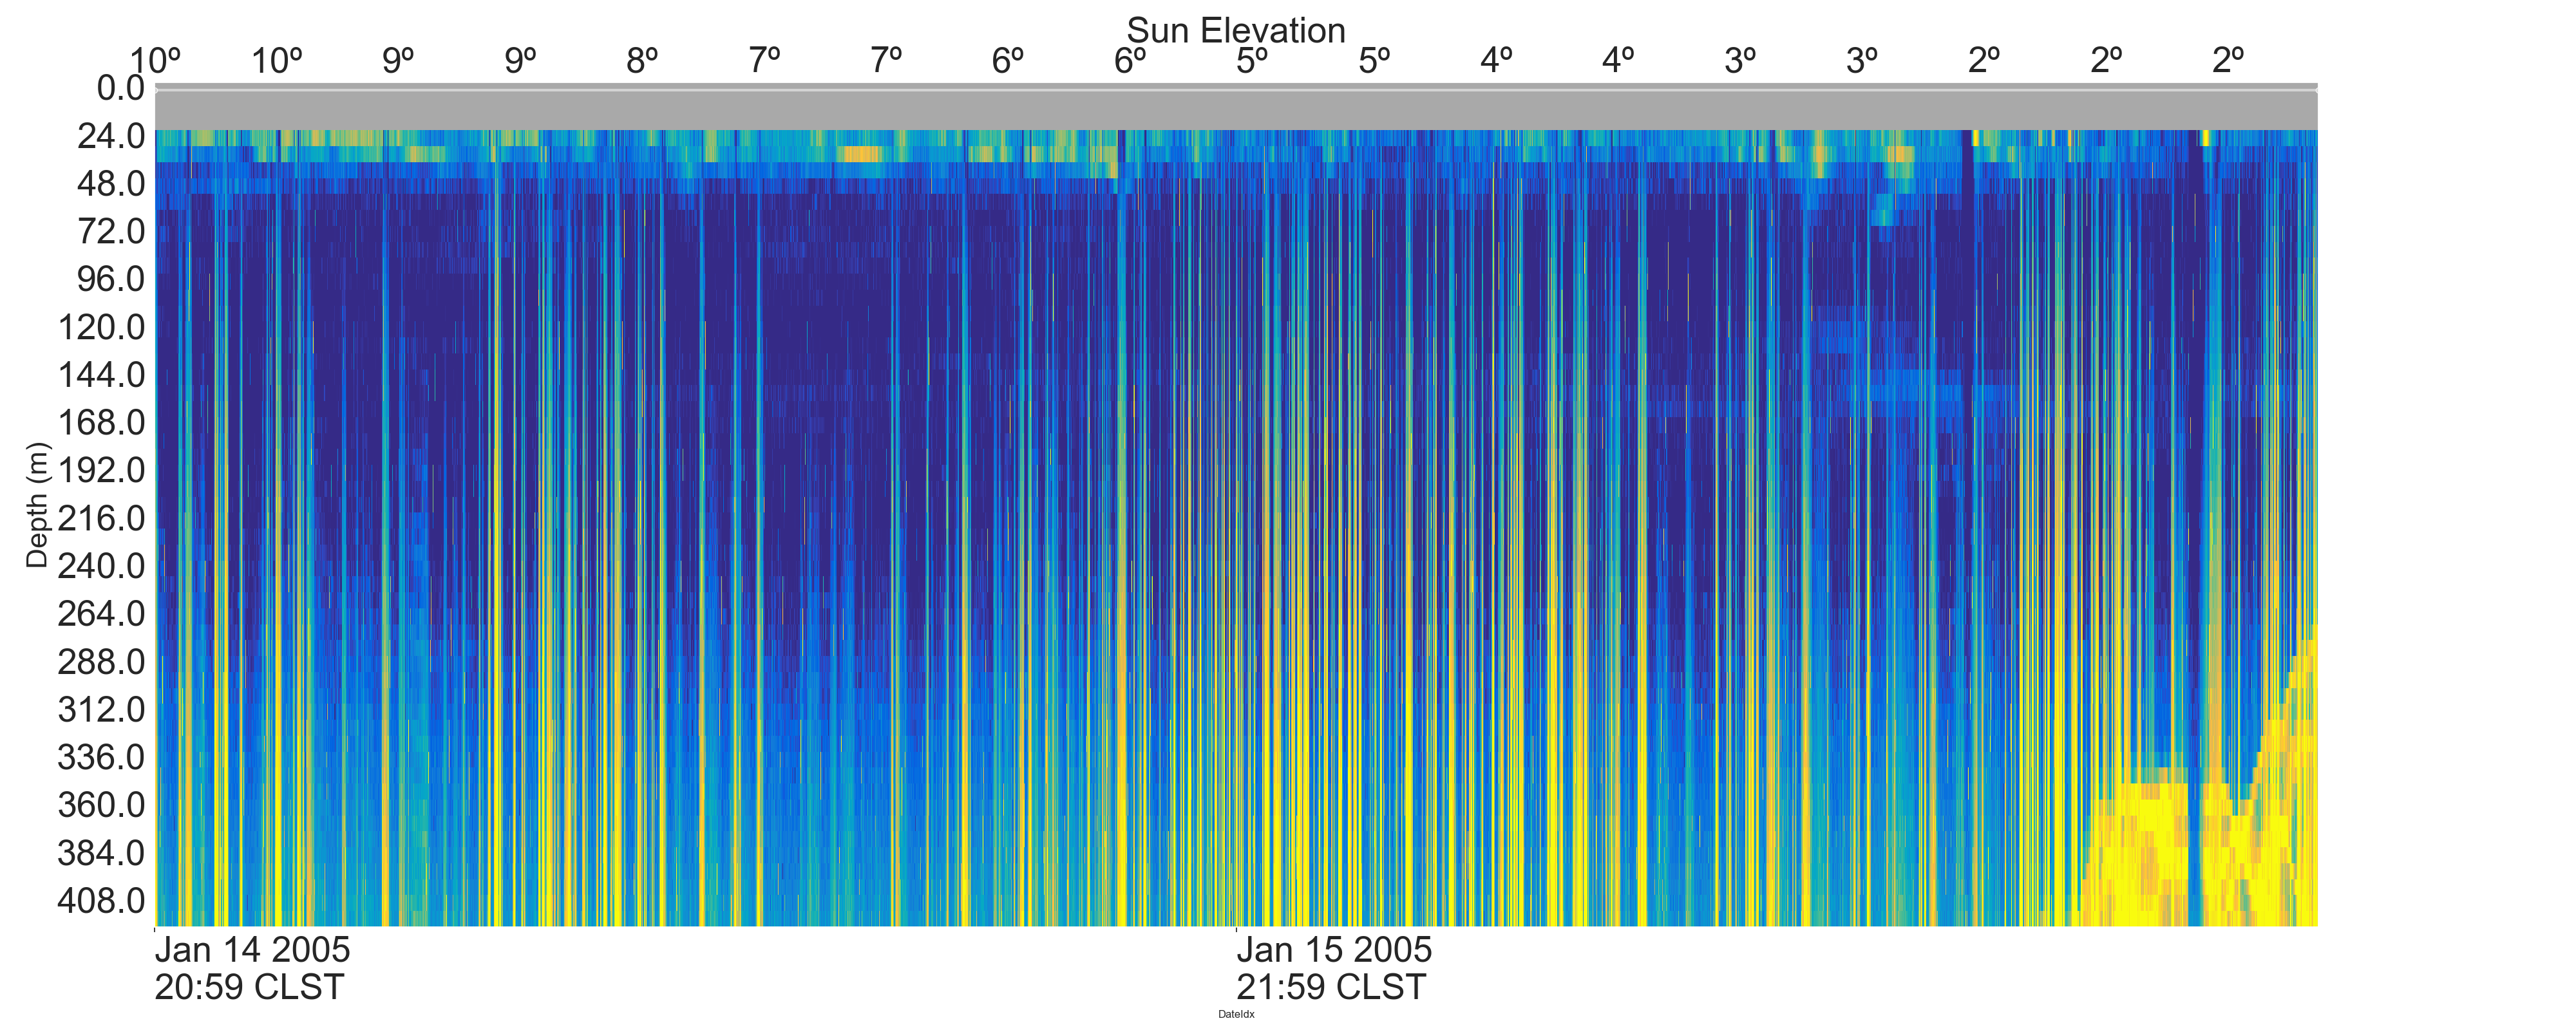 Sun Elevation
10º 10º 9º 9º 8º 7º 7º 6º 6º 5º 5º 4º 4º 3º 3º 2º 2º 2º
0.0
24.0
48.0
72.0
96.0
120.0
144.0
168.0
192.0
216.0
240.0
264.0
288.0
312.0
336.0
360.0
384.0
408.0
Depth (m)
Jan 14 2005
20:59 CLST
Jan 15 2005
21:59 CLST
DateIdx